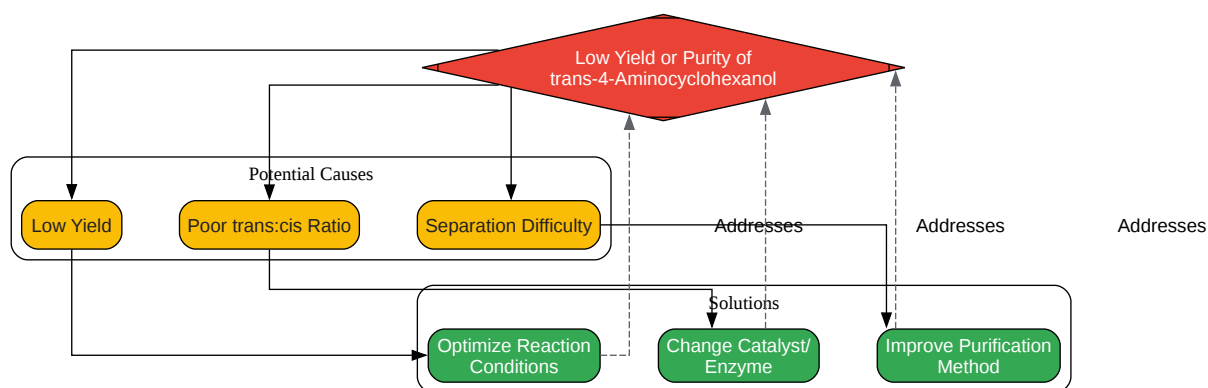 Low Yield or Purity of
trans-4-Aminocyclohexanol
Potential Causes
Low Yield
Poor trans:cis Ratio
Separation Difficulty
Addresses
Addresses
Addresses
Solutions
Optimize Reaction
Conditions
Change Catalyst/
Enzyme
Improve Purification
Method